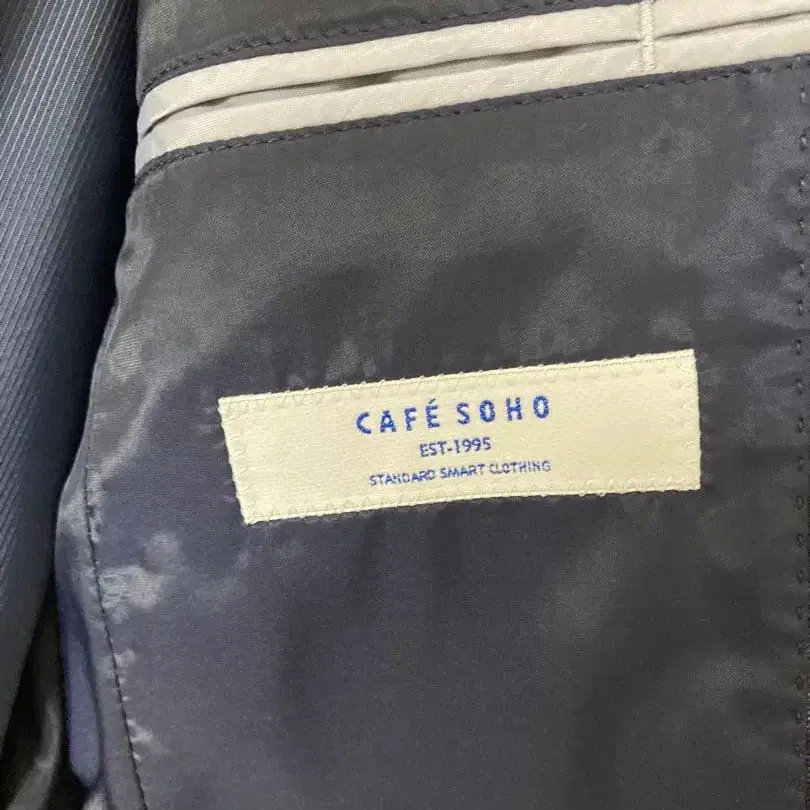 CAFÉ SOHO
EST-1995
STANDARD SMART CLOTHING